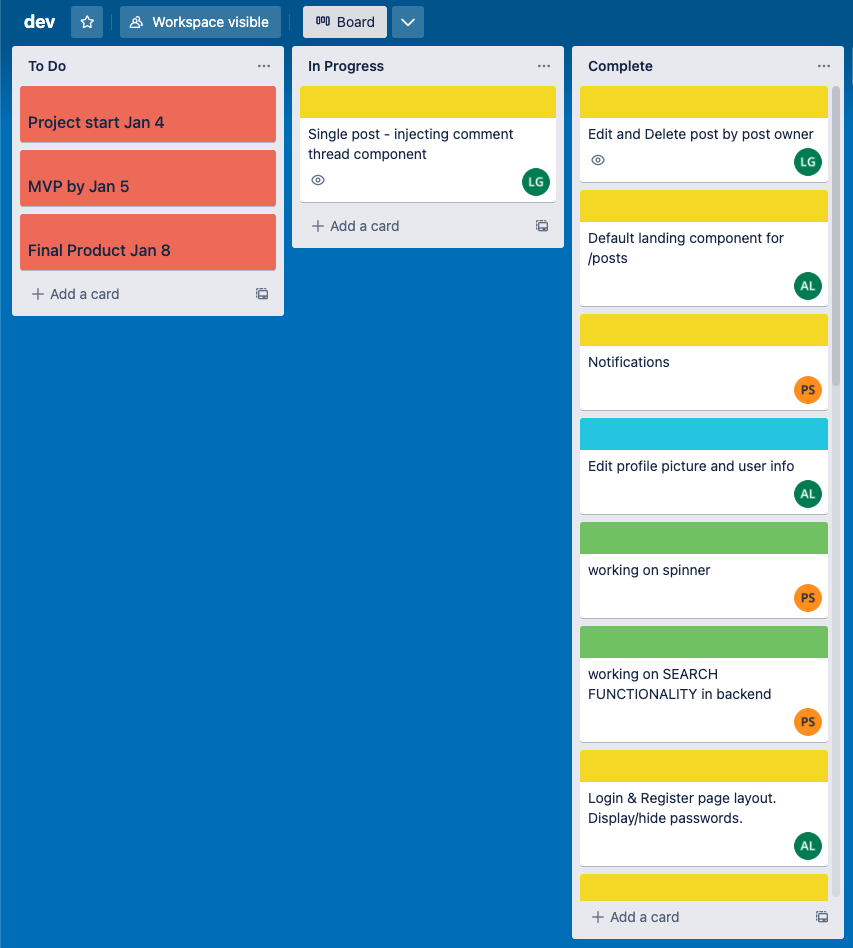 dev
Workspace visible
Board
To Do
Project start Jan 4
MVP by Jan 5
Final Product Jan 8
Add a card
In Progress
Single post - injecting comment
thread component
LG
Add a card
Complete
Edit and Delete post by post owner
LG
Default landing component for
/posts
AL
Notifications
PS
Edit profile picture and user info
AL
working on spinner
PS
working on SEARCH
FUNCTIONALITY in backend
PS
Login & Register page layout.
Display/hide passwords.
AL
Add a card